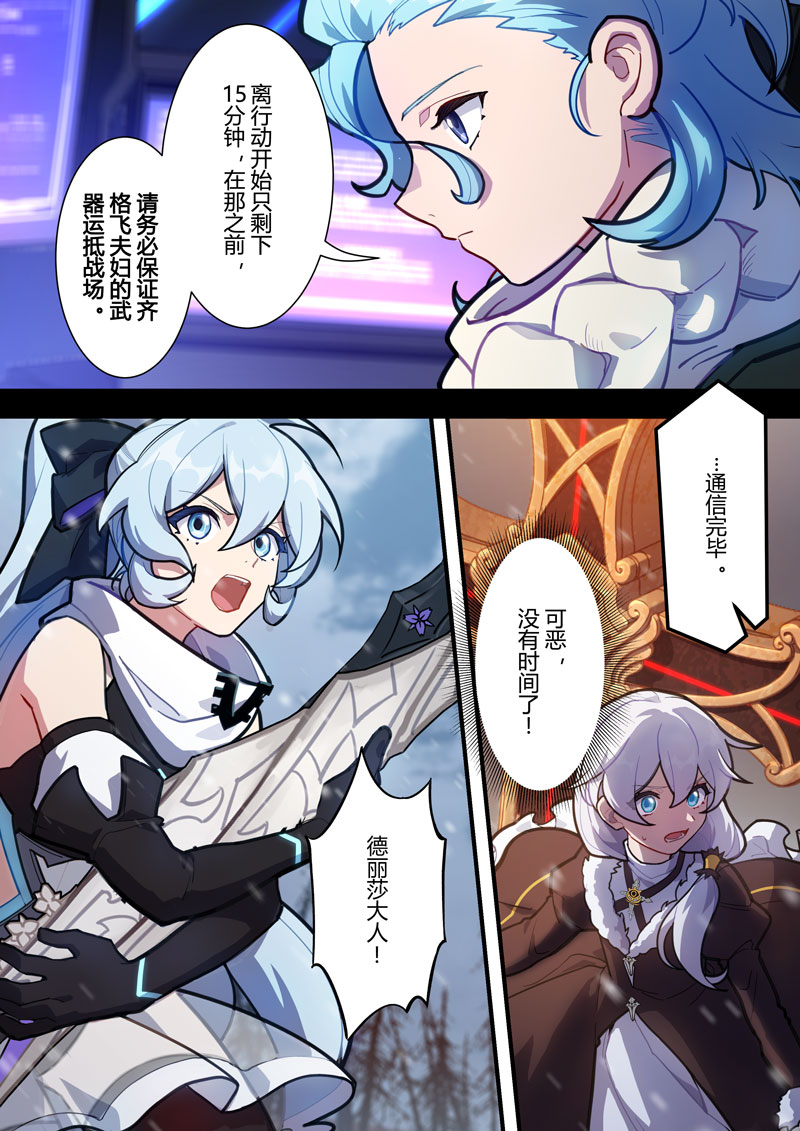 离行动开始只剩下
15分钟，在那之前，
请务必保证齐
格飞夫妇的武
器运抵战场。
…通信完毕。
可恶，
没有时间了！
德丽莎大人！